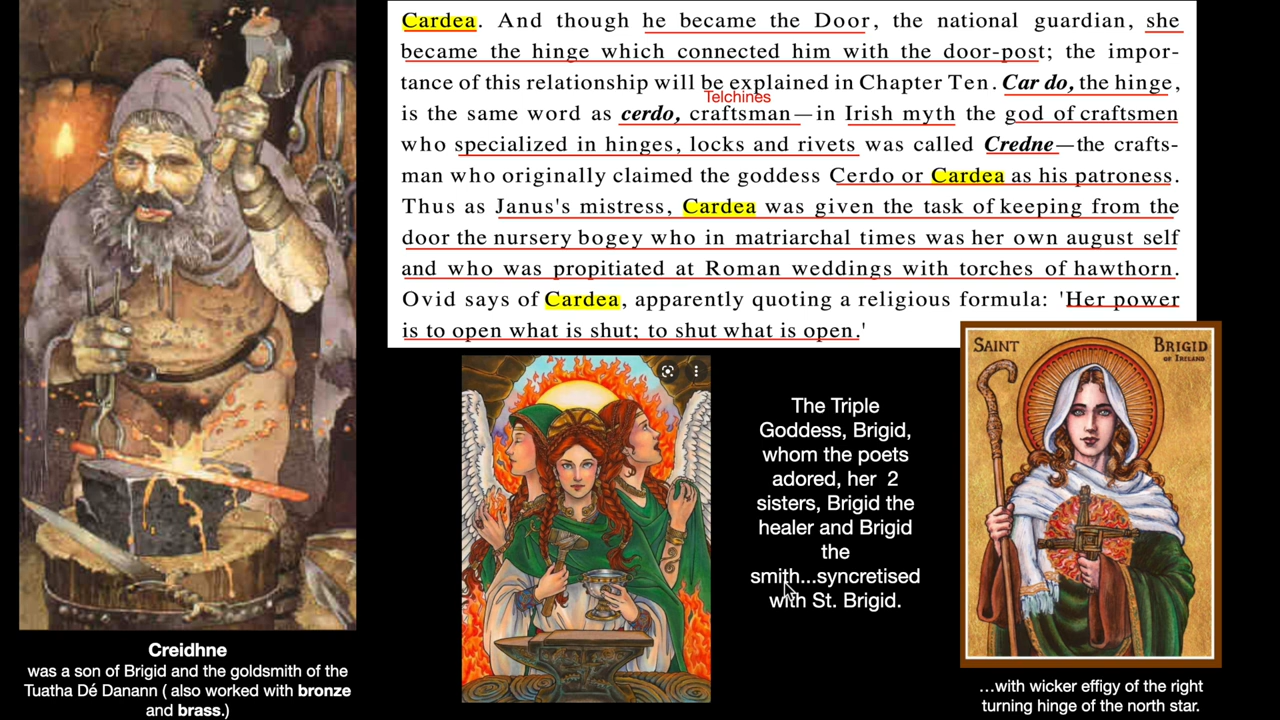 Cardea. And though he became the Door, the national guardian, she
became the hinge which connected him with the door-post; the impor-
tance of this relationship will be explained in Chapter Ten. Car do, the hinge,
Telchines
is the same word as cerdo, craftsman—in Irish myth the god of craftsmen
who specialized in hinges, locks and rivets was called Credne—the crafts-
man who originally claimed the goddess Cerdo or Cardea as his patroness.
Thus as Janus's mistress, Cardea was given the task of keeping from the
door the nursery bogey who in matriarchal times was her own august self
and who was propitiated at Roman weddings with torches of hawthorn.
Ovid says of Cardea, apparently quoting a religious formula: 'Her power
is to open what is shut; to shut what is open.'
The Triple
Goddess, Brigid,
whom the poets
adored, her 2
sisters, Brigid the
healer and Brigid
the
smith...syncretised
with St. Brigid.
SAINT BRIGID
OF IRELAND
Creidhne
was a son of Brigid and the goldsmith of the
Tuatha Dé Danann ( also worked with bronze
and brass.)
...with wicker effigy of the right
turning hinge of the north star.